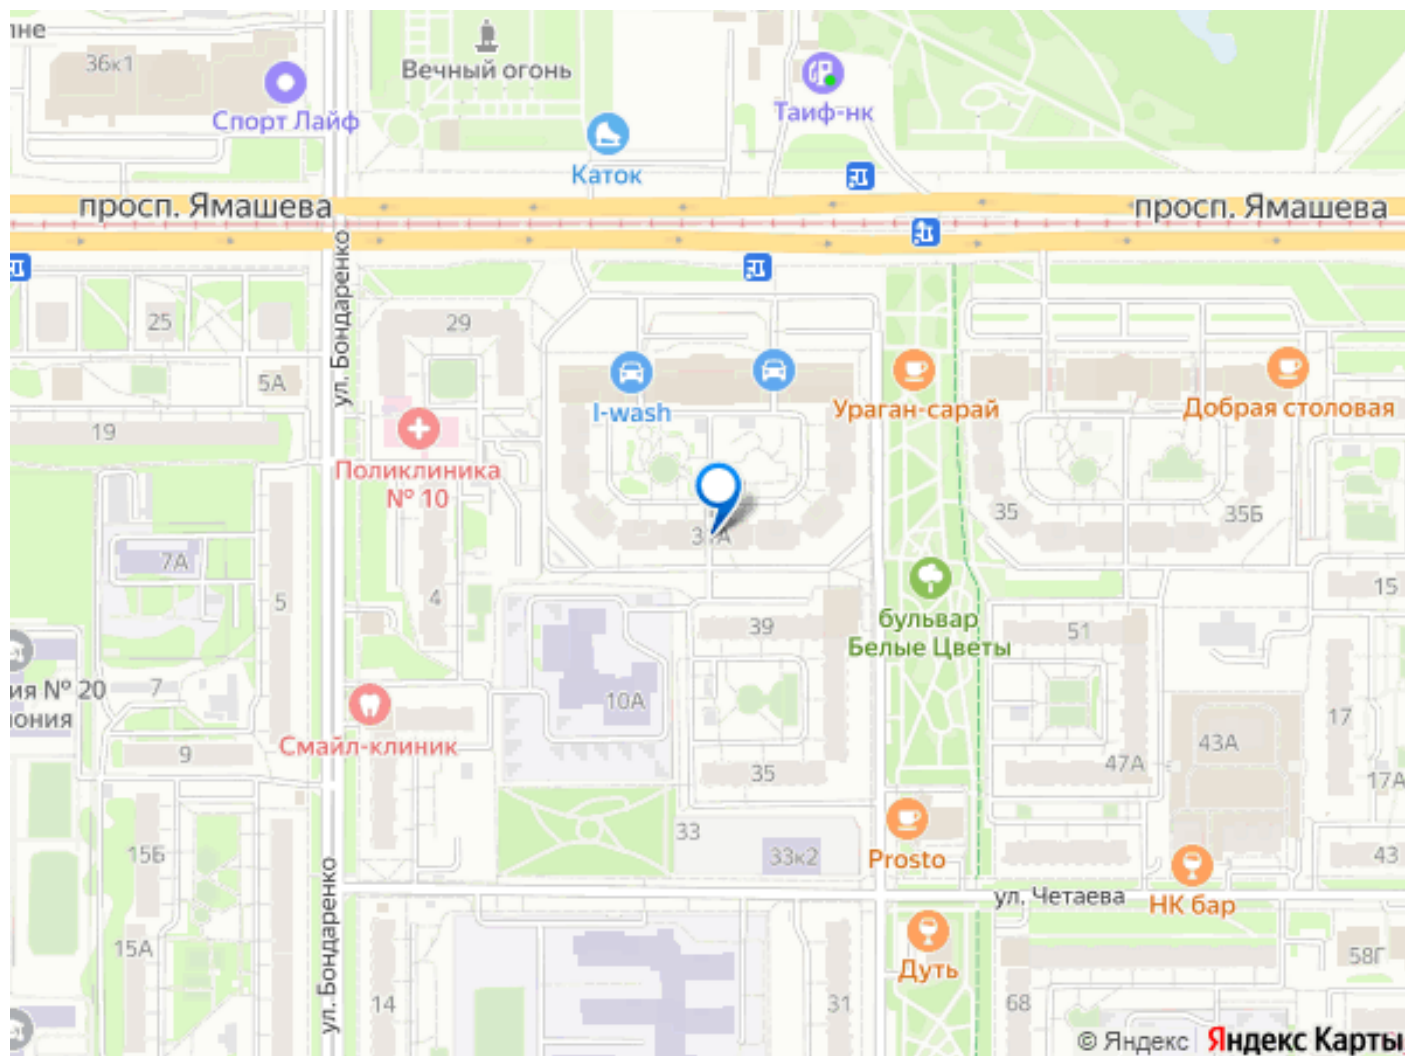 36к1
Вечный огонь
Таиф-нк
Спорт Лайф
Каток
просп. Ямашева
просп. Ямашева
ул. Бондаренко
25
29
5А
I-wash
Ураган-сарай
Добрая столовая
19
Поликлиника
№ 10
35
35Б
7А
5
4
39
бульвар
Белые Цветы
51
15
ия № 20
7
10А
17
Смайл-клиник
9
35
47А
43А
17А
33
15Б
33к2
Prosto
43
ул. Бондаренко
ул. Четаева
НК бар
15А
Дуть
58Г
14
31
68
© Яндекс
Яндекс Карты